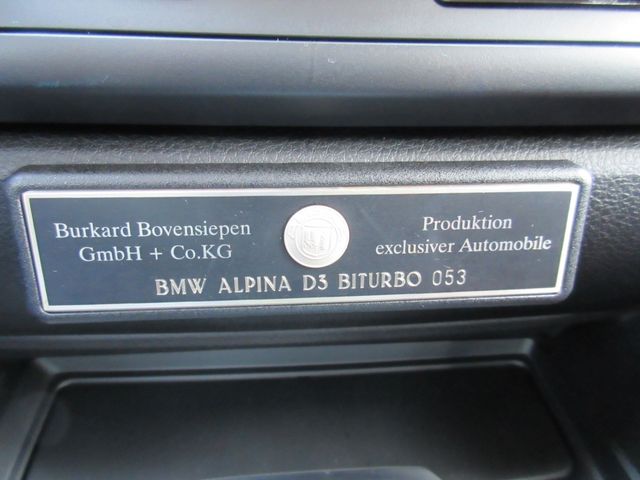 Burkard Bovensiepen
GmbH + Co.KG
Produktion
exclusiver Automobile
BMW ALPINA D3 BITURBO 053